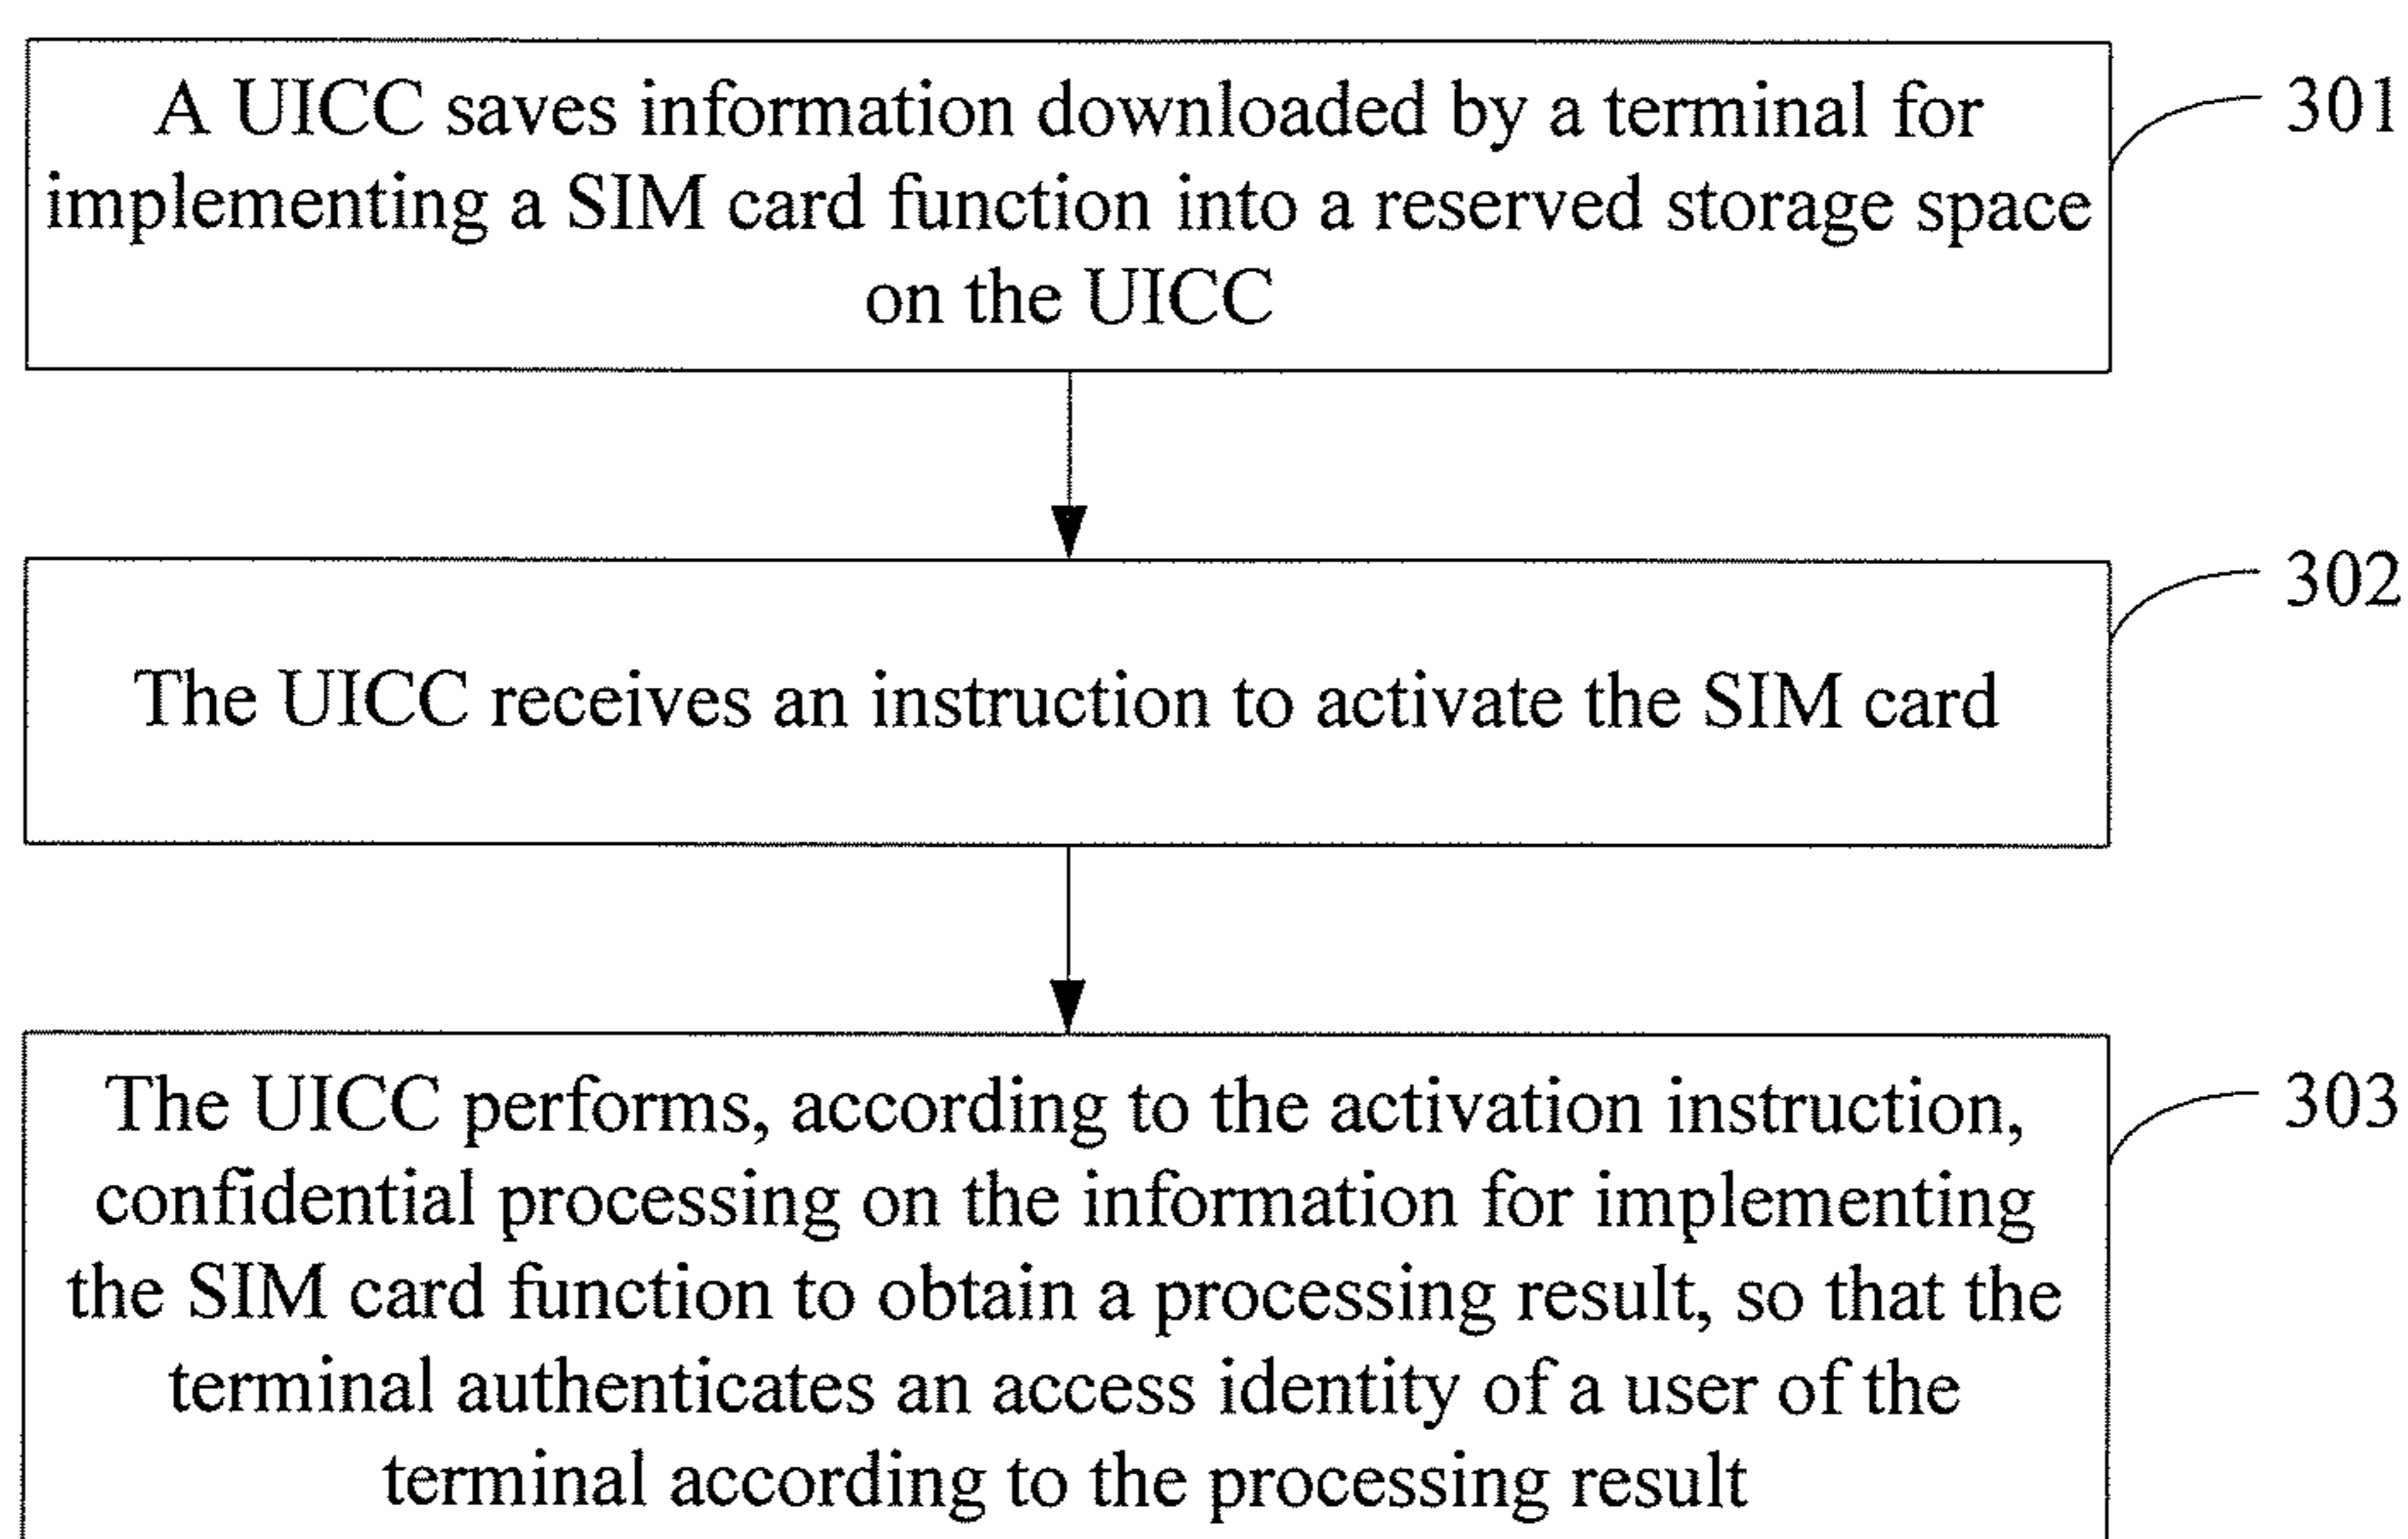 A UICC saves information downloaded by a terminal for
implementing a SIM card function into a reserved storage space
on the UICC
301
The UICC receives an instruction to activate the SIM card
302
The UICC performs, according to the activation instruction,
confidential processing on the information for implementing
the SIM card function to obtain a processing result, so that the
terminal authenticates an access identity of a user of the
terminal according to the processing result
303